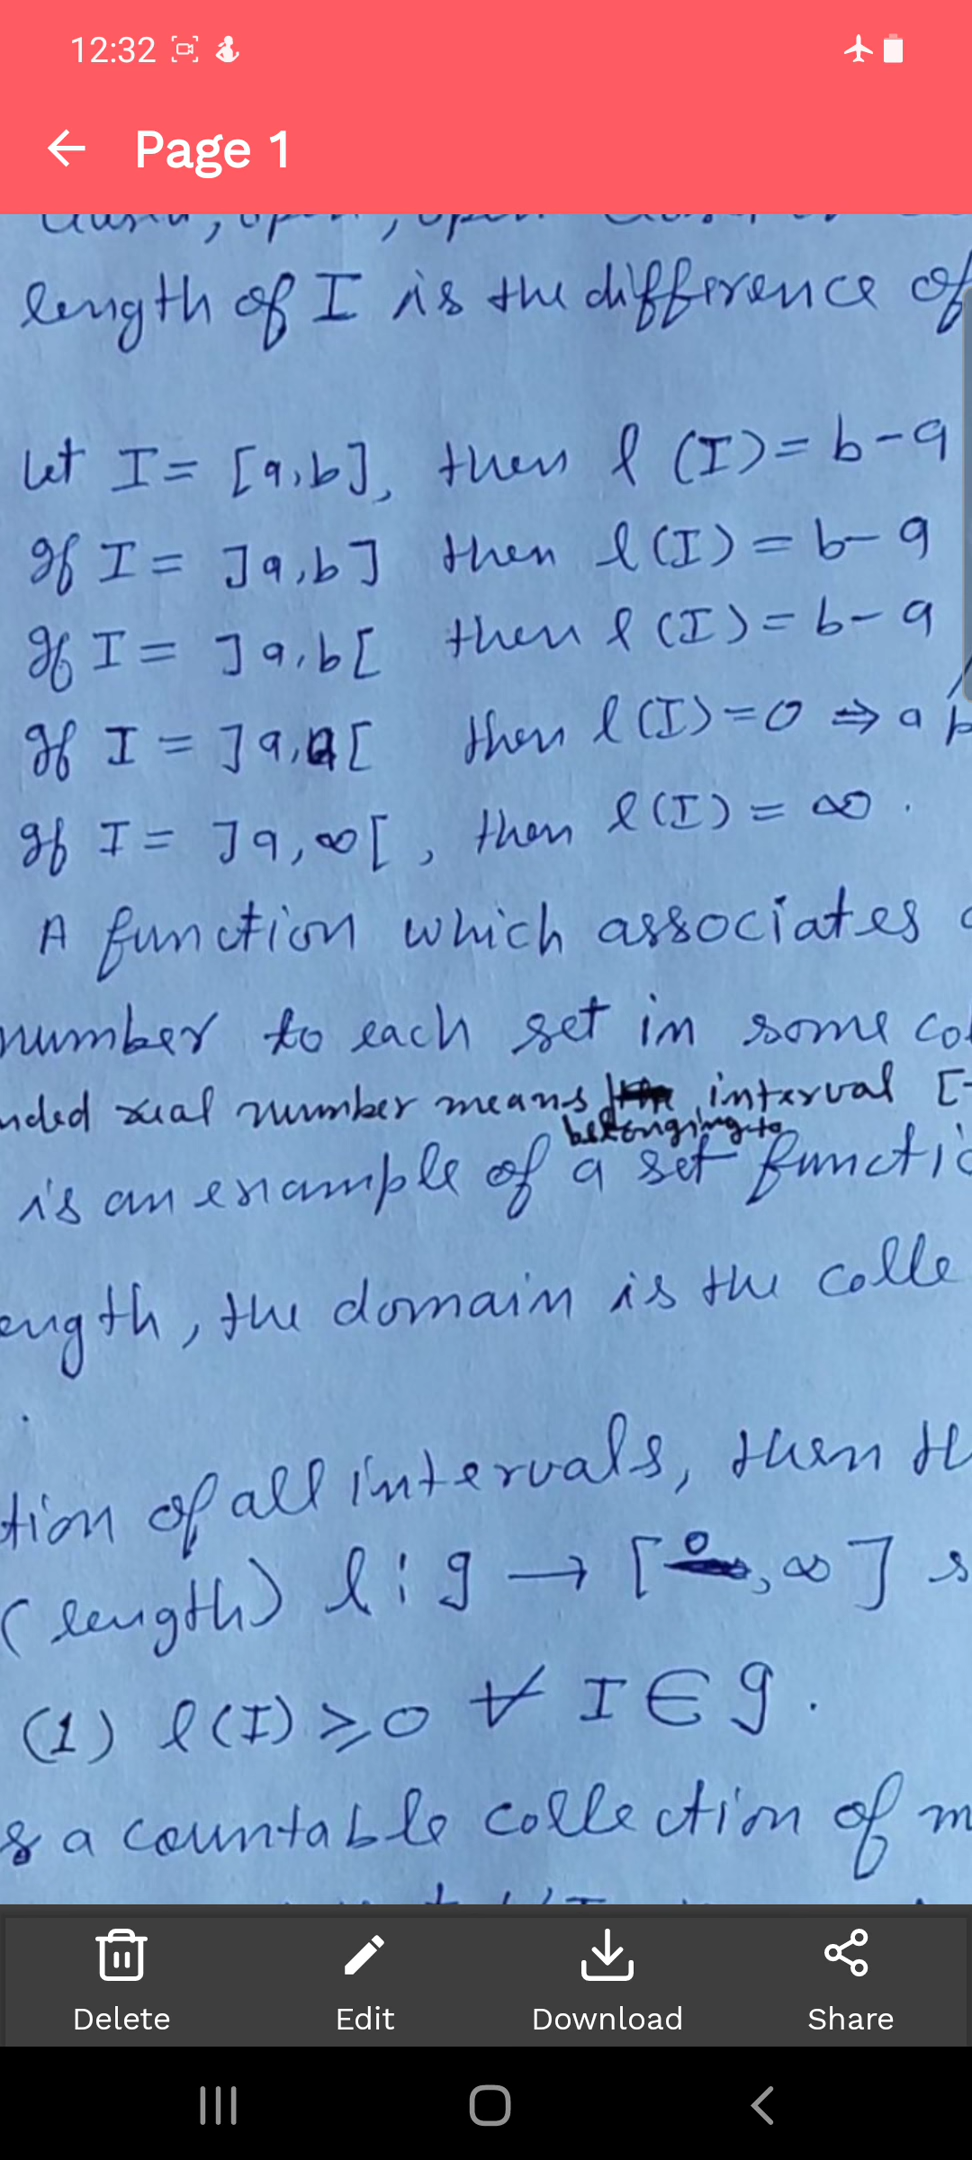 12:32
Page 1
length of I is the difference of
Let I = [a,b], then l (I) = b-a
If I = ]a,b] then l(I) = b-a
If I = ]a,b[ then l(I) = b-a
If I = ]a,a[ then l(I)=0 ⇒ a
If I = ]a,∞[, then l(I) = ∞.
A function which associates
number to each set in some co
nded real number means interval [-
belonging to
is an example of a set functio
ength, the domain is the colle
tion of all intervals, then th
(length) l : g → [0, ∞] s
(1) l(I) ≥ 0 ∀ I ∈ g.
s a countable collection of m
Delete
Edit
Download
Share